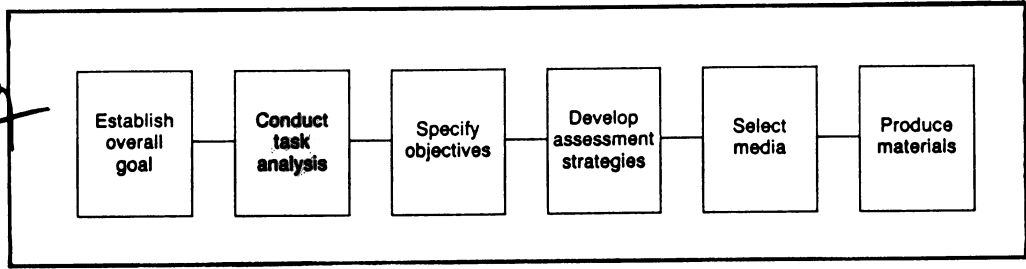 Establish
overall
goal
Conduct
task
analysis
Specify
objectives
Develop
assessment
strategies
Select
media
Produce
materials